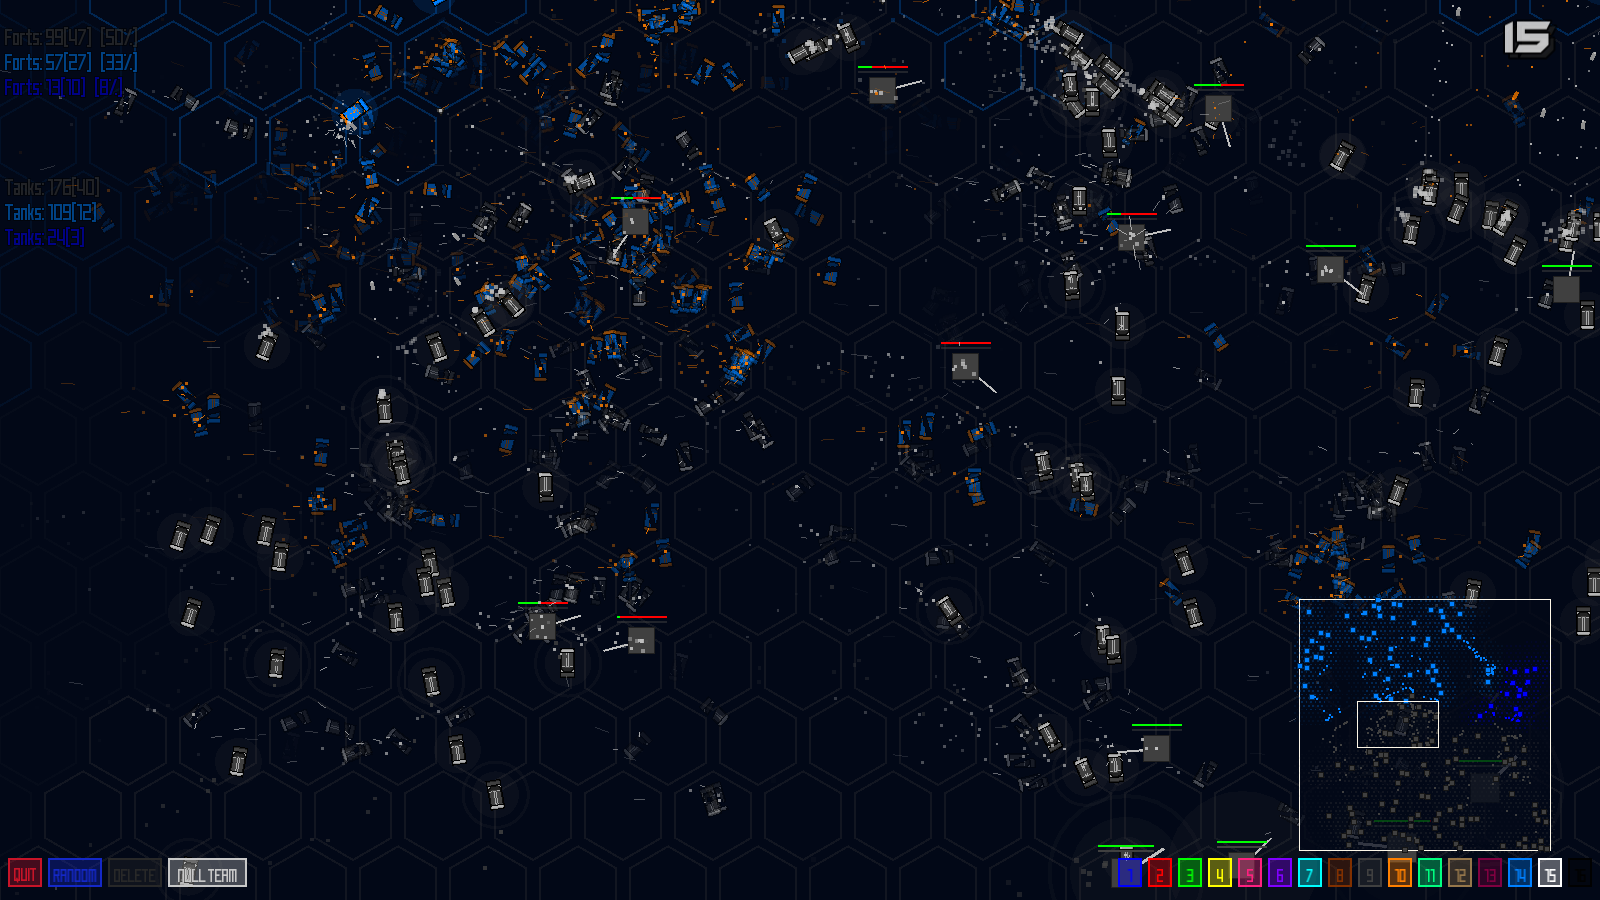 Forts: 99[47] [50%]
Forts: 57[27] [33%]
Forts: 13[10] [8%]
15
Tanks: 176[40]
Tanks: 109[12]
Tanks: 24[3]
QUIT RANDOM DELETE NULL TEAM
1 2 3 4 5 6 7 8 9 10 11 12 13 14 15